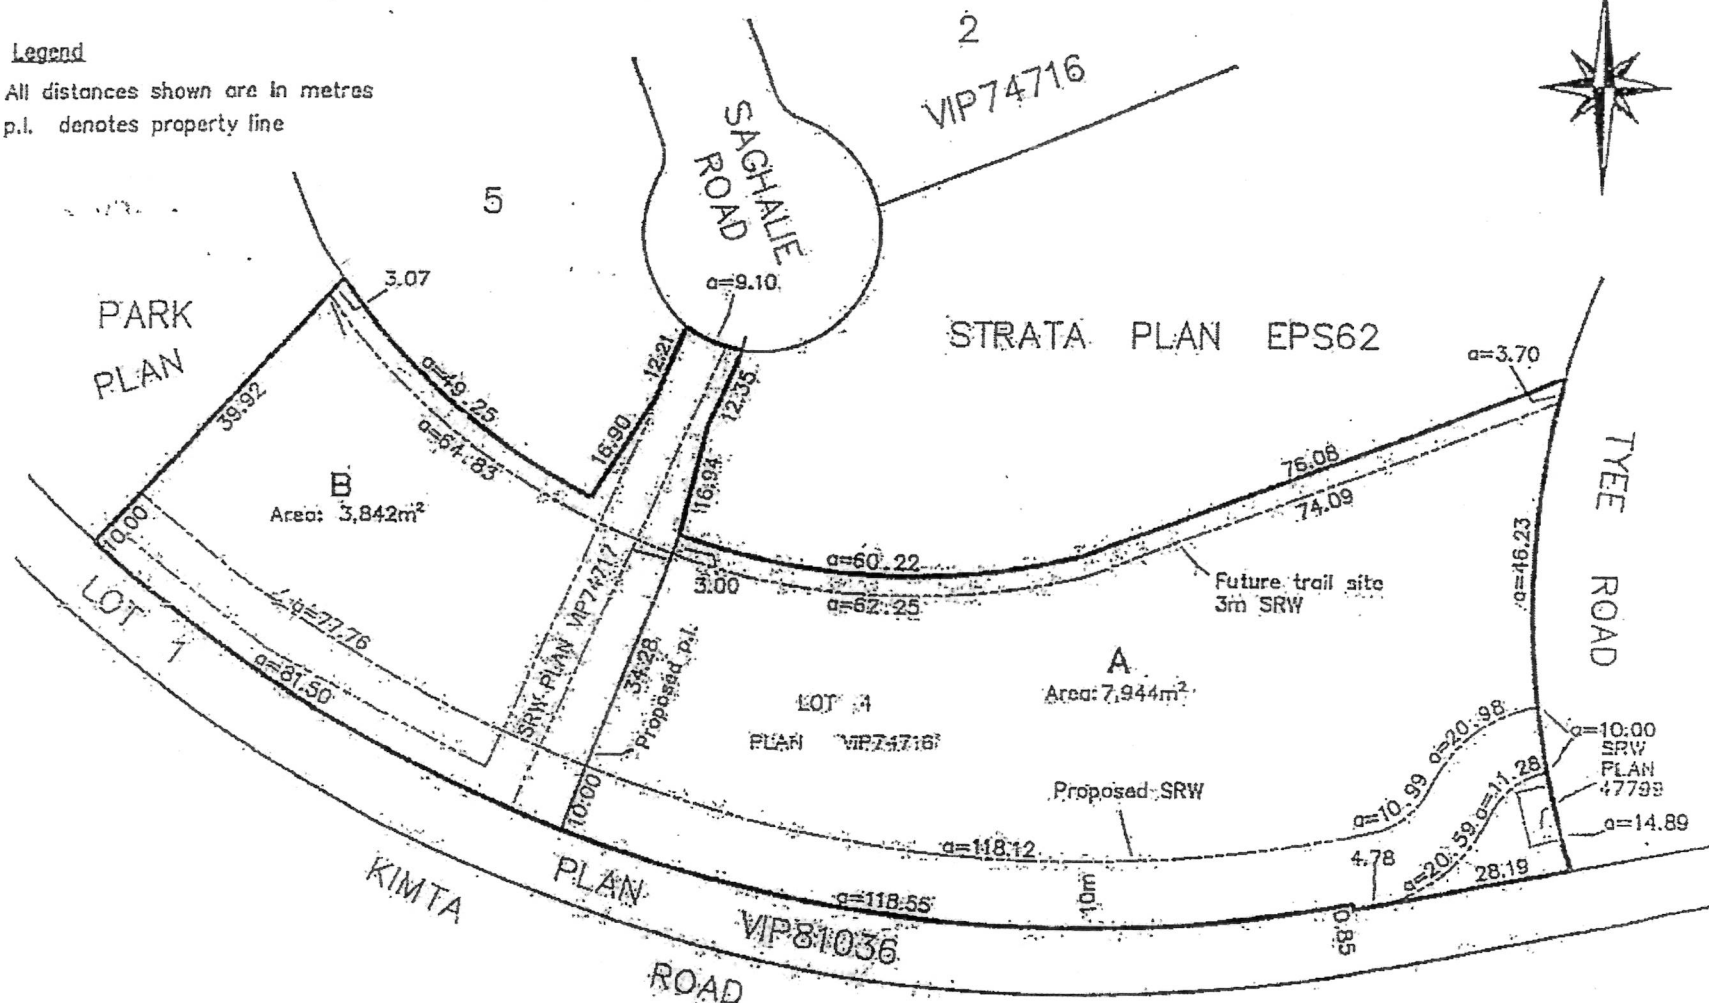 Legend
All distances shown are in metres
p.l. denotes property line
2
VIP74716
5
SAGHALIE
ROAD
a=9.10
PARK
PLAN
3.07
STRATA PLAN EPS62
a=3.70
39.92
a=49.25
a=64.83
12.21
12.35
16.90
16.94
76.08
74.09
TYEE ROAD
a=46.23
B
Area: 3,842m²
10.00
LOT 1
a=77.76
a=81.50
SRW PLAN VIP74717
3.00
a=60.22
a=62.25
Future trail site
3m SRW
34.28
Proposed p.l.
A
Area: 7,944m²
LOT 4
PLAN VIP74716
a=20.98
a=10.00
SRW
PLAN
47799
a=14.89
a=11.28
a=10.99
a=20.59
Proposed SRW
10.00
a=118.12
4.78
28.19
10m
0.85
a=118.55
KIMTA
ROAD
PLAN
VIP81036